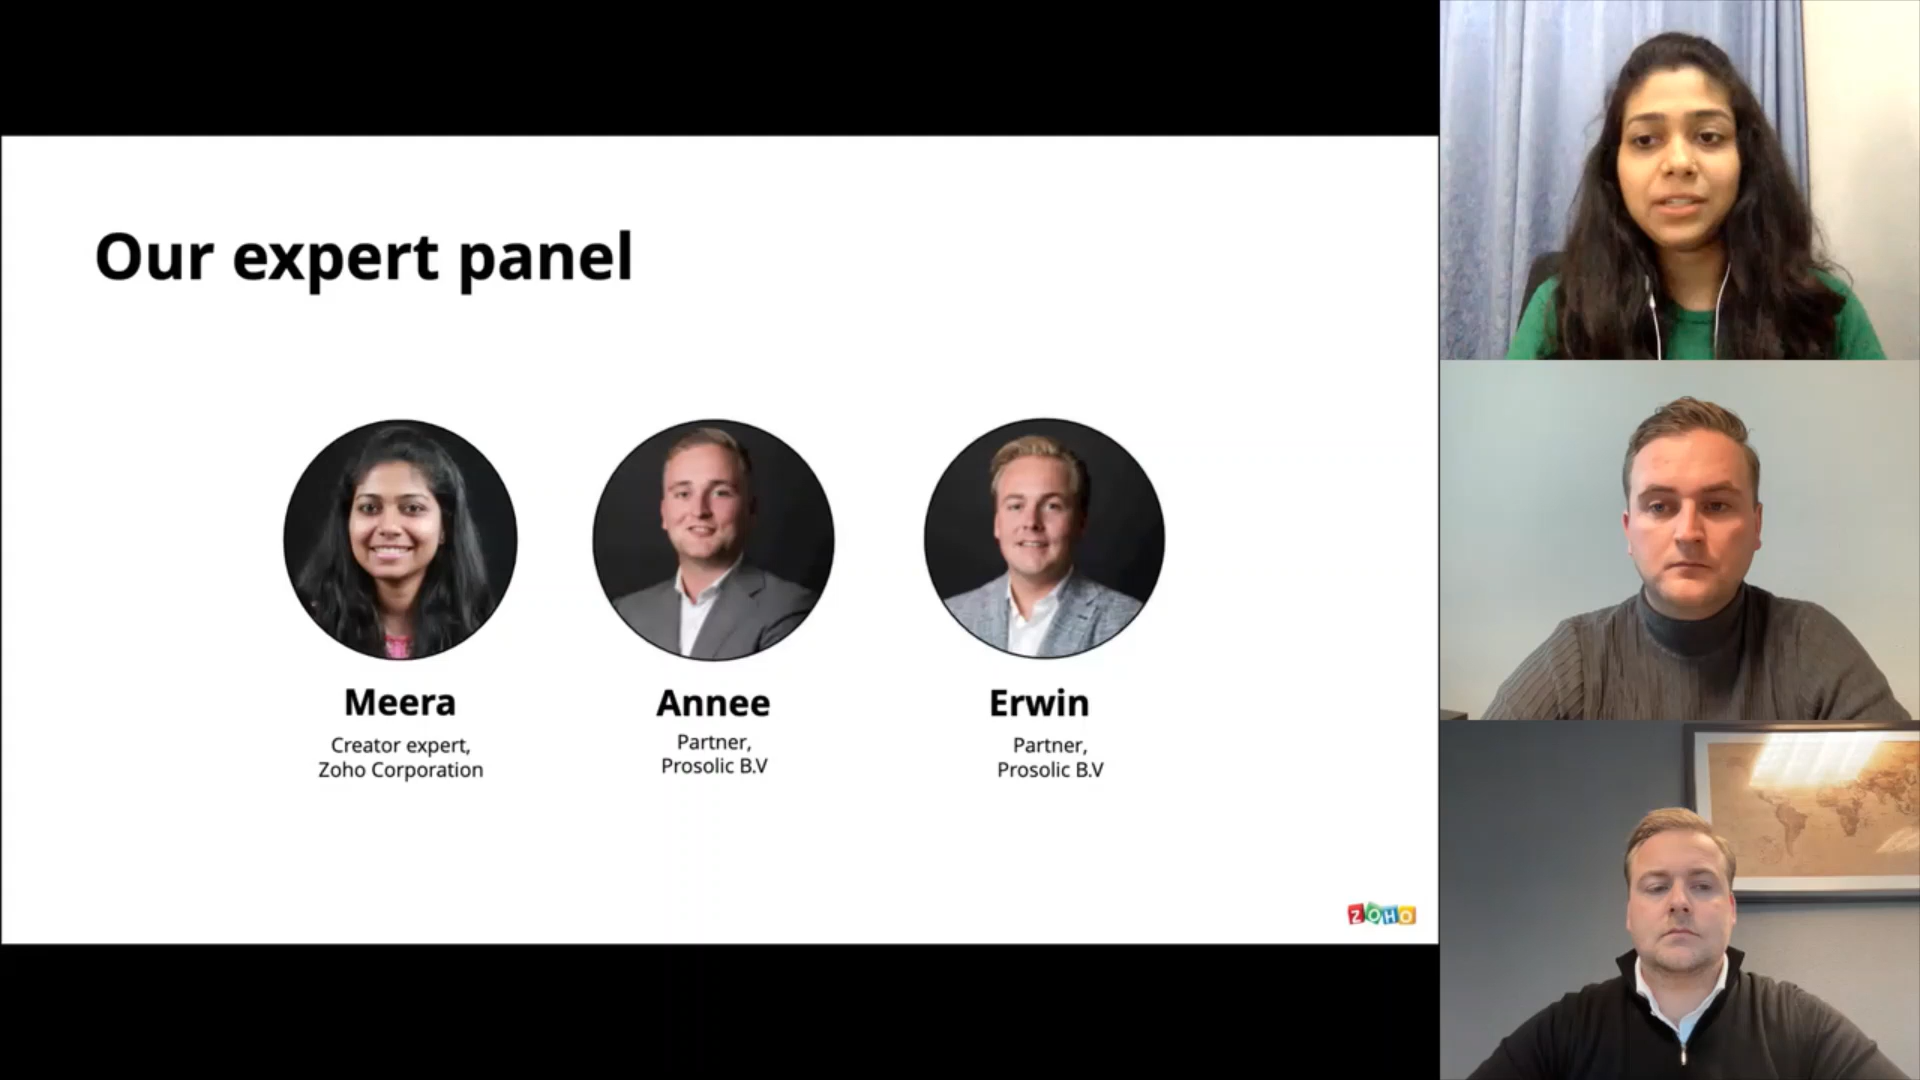 Our expert panel
Meera
Creator expert,
Zoho Corporation
Annee
Partner,
Prosolic B.V
Erwin
Partner,
Prosolic B.V
ZOHO